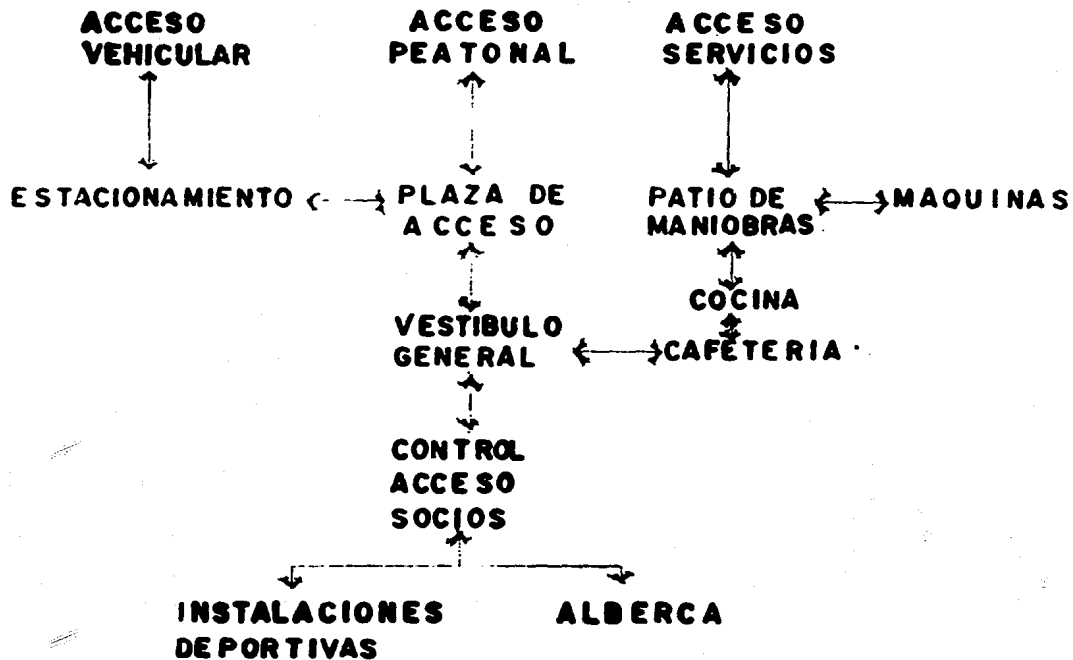 ACCESO
VEHICULAR
ACCESO
PEATONAL
ACCESO
SERVICIOS
ESTACIONAMIENTO
PLAZA DE
ACCESO
PATIO DE
MANIOBRAS
MAQUINAS
COCINA
VESTIBULO
GENERAL
CAFETERIA
CONTROL
ACCESO
SOCIOS
INSTALACIONES
DEPORTIVAS
ALBERCA